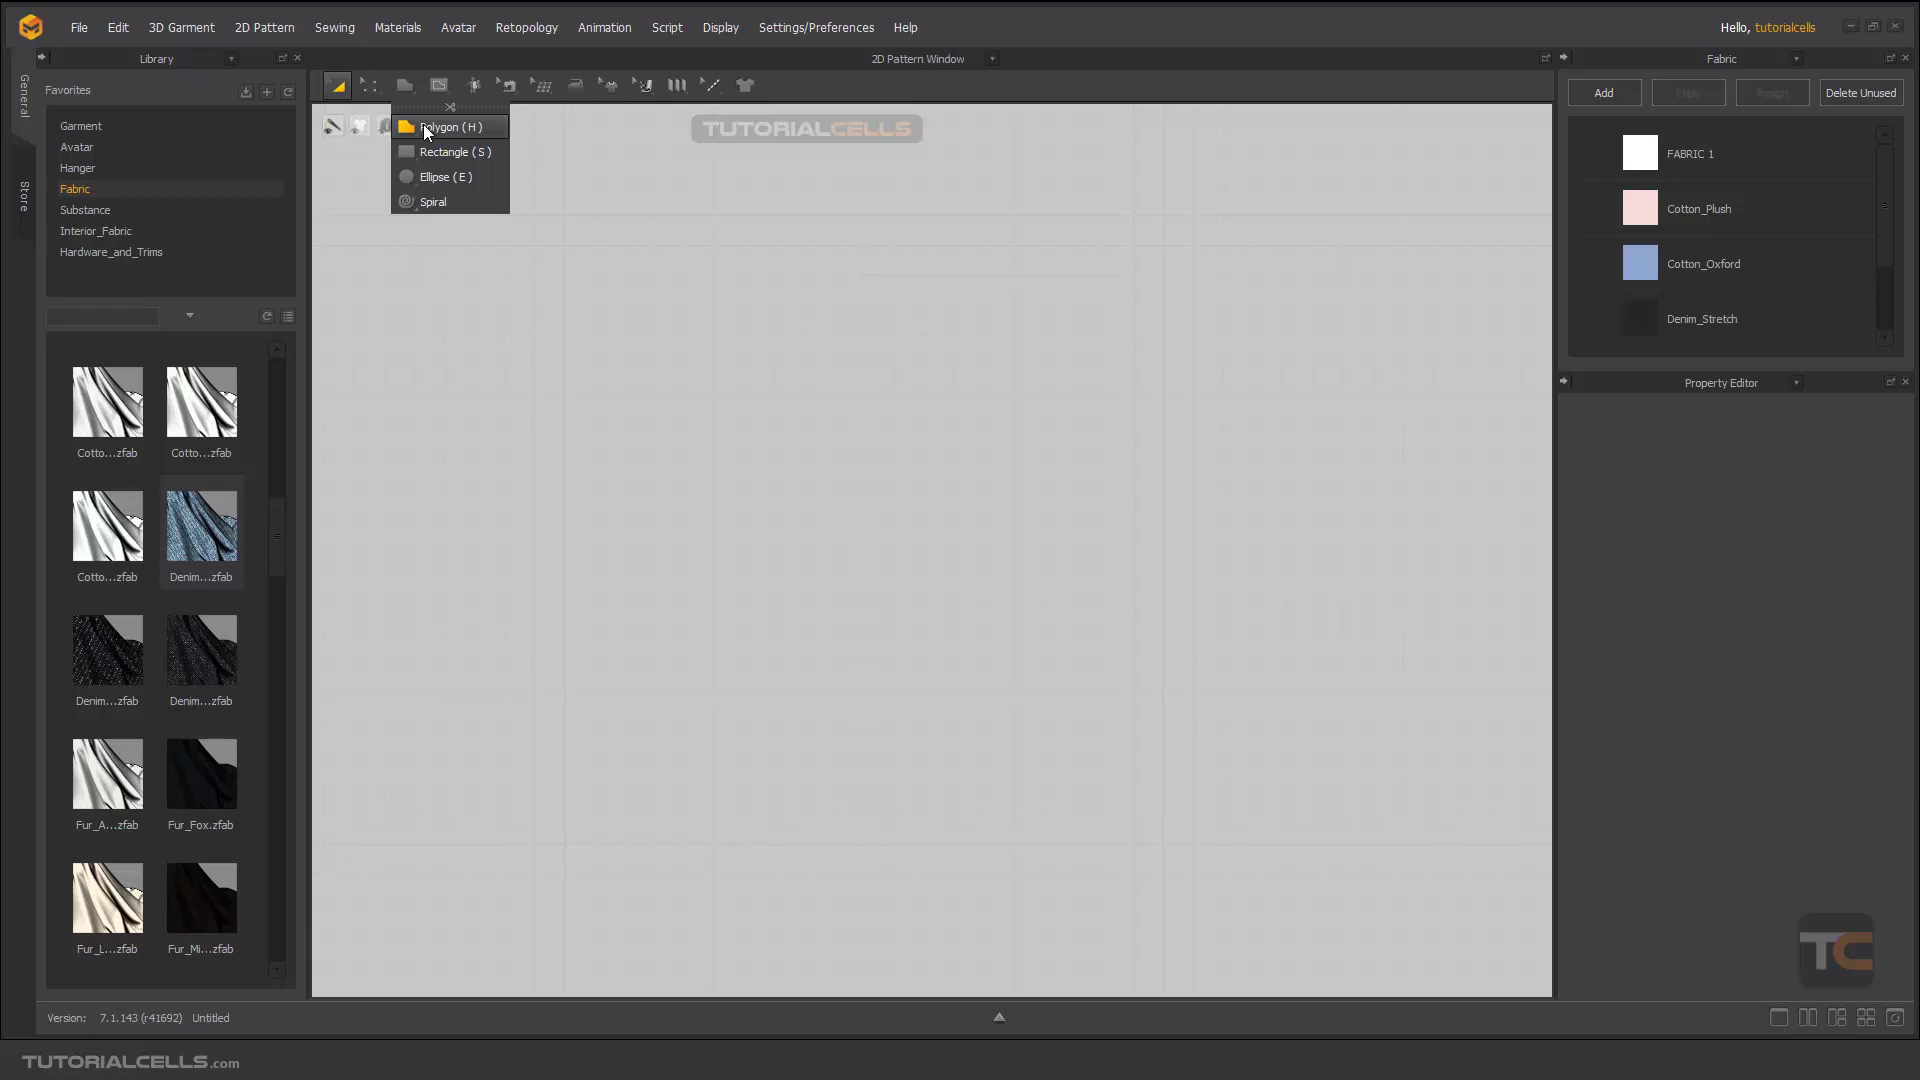 File Edit 3D Garment 2D Pattern Sewing Materials Avatar Retopology Animation Script Display Settings/Preferences Help
Hello, tutorialcells
Library
2D Pattern Window
Fabric
General
Store
Favorites
Garment
Avatar
Hanger
Fabric
Substance
Interior_Fabric
Hardware_and_Trims
Cotto...zfab Cotto...zfab
Cotto...zfab Denim...zfab
Denim...zfab Denim...zfab
Fur_A...zfab Fur_Fox.zfab
Fur_L...zfab Fur_Mi...zfab
Polygon ( H )
Rectangle ( S )
Ellipse ( E )
Spiral
TUTORIALCELLS
Add Copy Assign Delete Unused
FABRIC 1
Cotton_Plush
Cotton_Oxford
Denim_Stretch
Property Editor
TC
Version: 7.1.143 (r41692) Untitled
TUTORIALCELLS.com